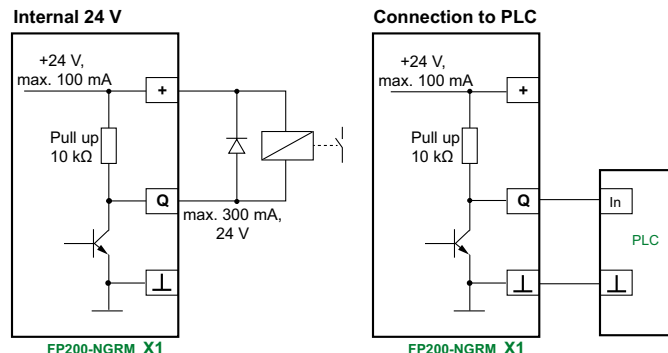 Internal 24 V
+24 V,
max. 100 mA
+
Pull up
10 kΩ
Q
max. 300 mA,
24 V
FP200-NGRM X1
Connection to PLC
+24 V,
max. 100 mA
+
Pull up
10 kΩ
Q
In
PLC
FP200-NGRM X1